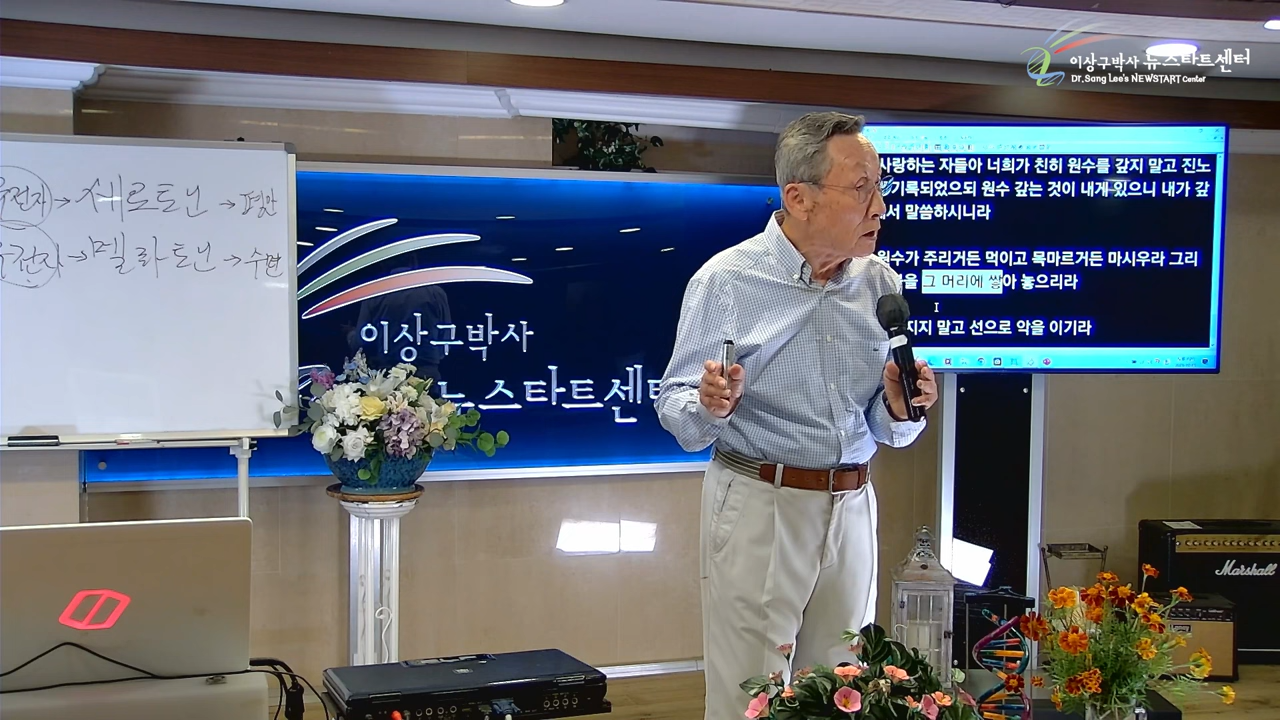 이상구박사 뉴스타트센터
Dr. Sang Lee's NEWSTART Center
전자 → 세로토닌 → 평안
전자 → 멜라토닌 → 수면
이상구박사
뉴스타트센터
사랑하는 자들아 너희가 친히 원수를 갚지 말고 진노
기록되었으되 원수 갚는 것이 내게 있으니 내가 갚
서 말씀하시니라
원수가 주리거든 먹이고 목마르거든 마시우라 그리
을 그 머리에 쌓아 놓으리라
지지 말고 선으로 악을 이기라
Marshall